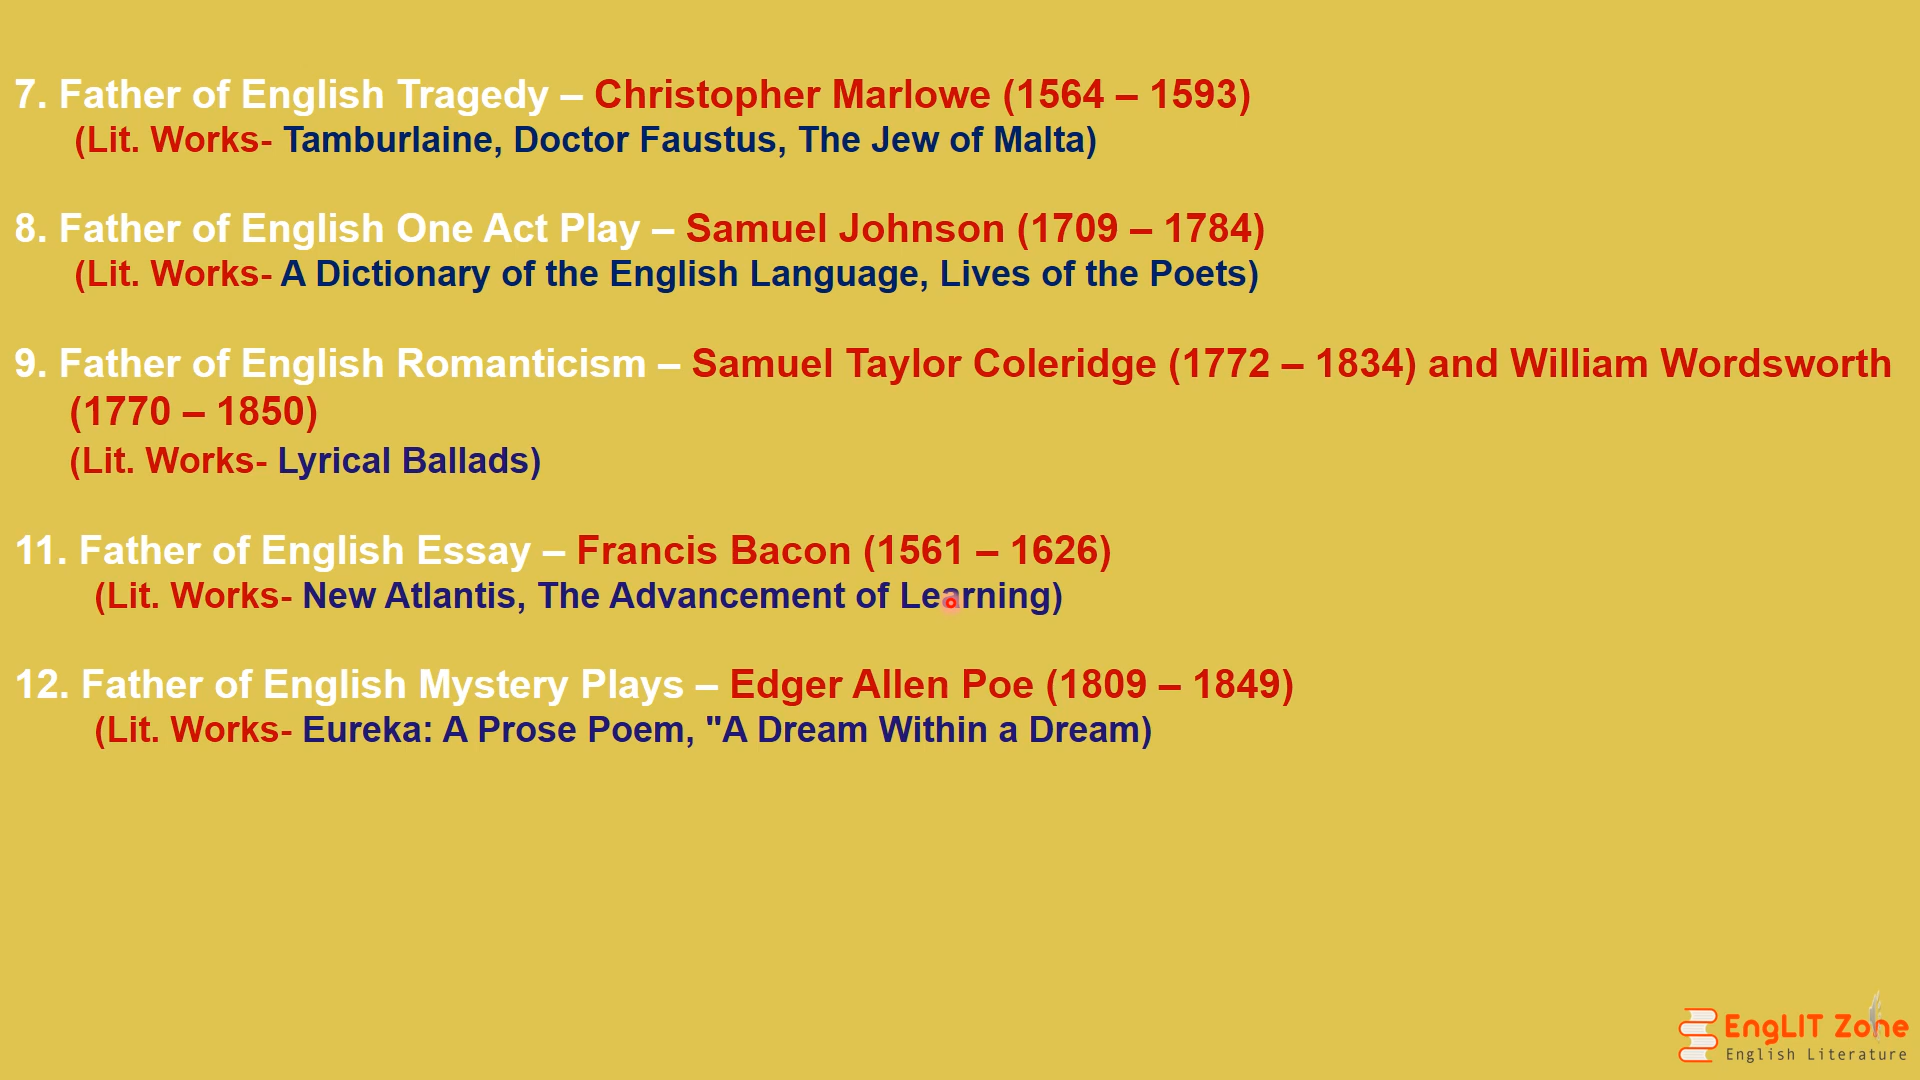 7. Father of English Tragedy – Christopher Marlowe (1564 – 1593)
(Lit. Works- Tamburlaine, Doctor Faustus, The Jew of Malta)
8. Father of English One Act Play – Samuel Johnson (1709 – 1784)
(Lit. Works- A Dictionary of the English Language, Lives of the Poets)
9. Father of English Romanticism – Samuel Taylor Coleridge (1772 – 1834) and William Wordsworth
(1770 – 1850)
(Lit. Works- Lyrical Ballads)
11. Father of English Essay – Francis Bacon (1561 – 1626)
(Lit. Works- New Atlantis, The Advancement of Learning)
12. Father of English Mystery Plays – Edger Allen Poe (1809 – 1849)
(Lit. Works- Eureka: A Prose Poem, "A Dream Within a Dream)
EngLIT Zone
English Literature